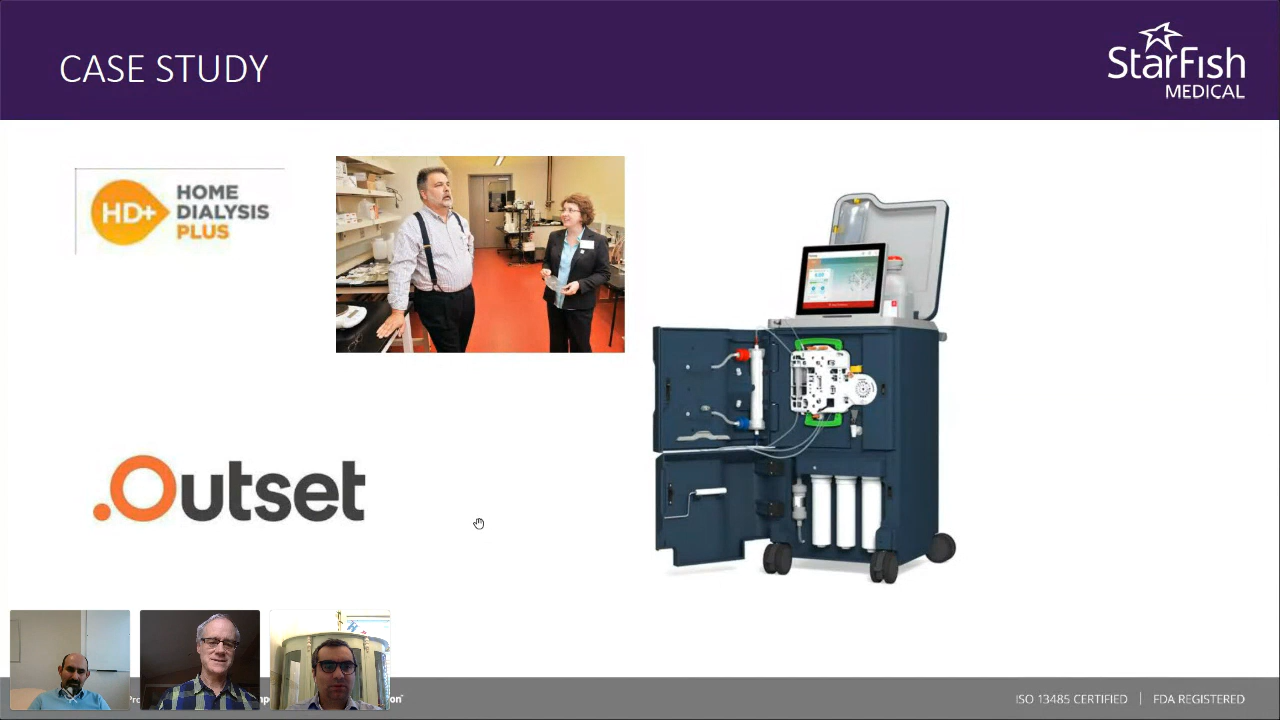 CASE STUDY
StarFish
MEDICAL
HD+
HOME
DIALYSIS
PLUS
.Outset
ISO 13485 CERTIFIED | FDA REGISTERED